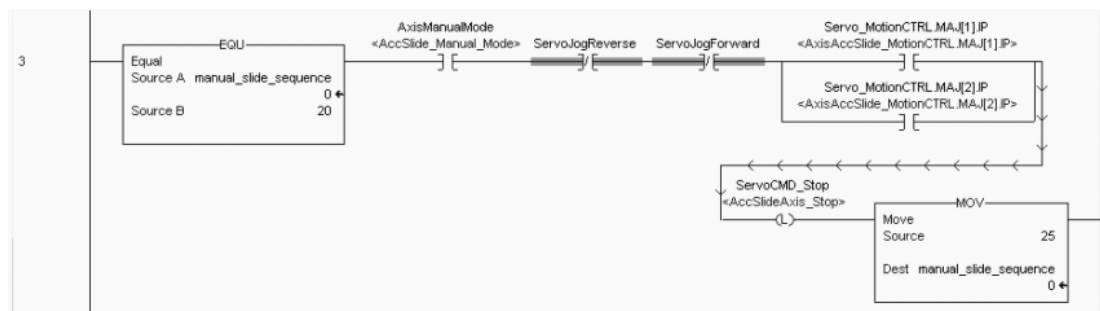 3
EQU
Equal
Source A manual_slide_sequence
0
Source B 20
AxisManualMode
<AccSlide_Manual_Mode>
ServoJogReverse
ServoJogForward
Servo_MotionCTRL.MAJ[1].IP
<AxisAccSlide_MotionCTRL.MAJ[1].IP>
Servo_MotionCTRL.MAJ[2].IP
<AxisAccSlide_MotionCTRL.MAJ[2].IP>
ServoCMD_Stop
<AccSlideAxis_Stop>
L
MOV
Move
Source 25
Dest manual_slide_sequence
0